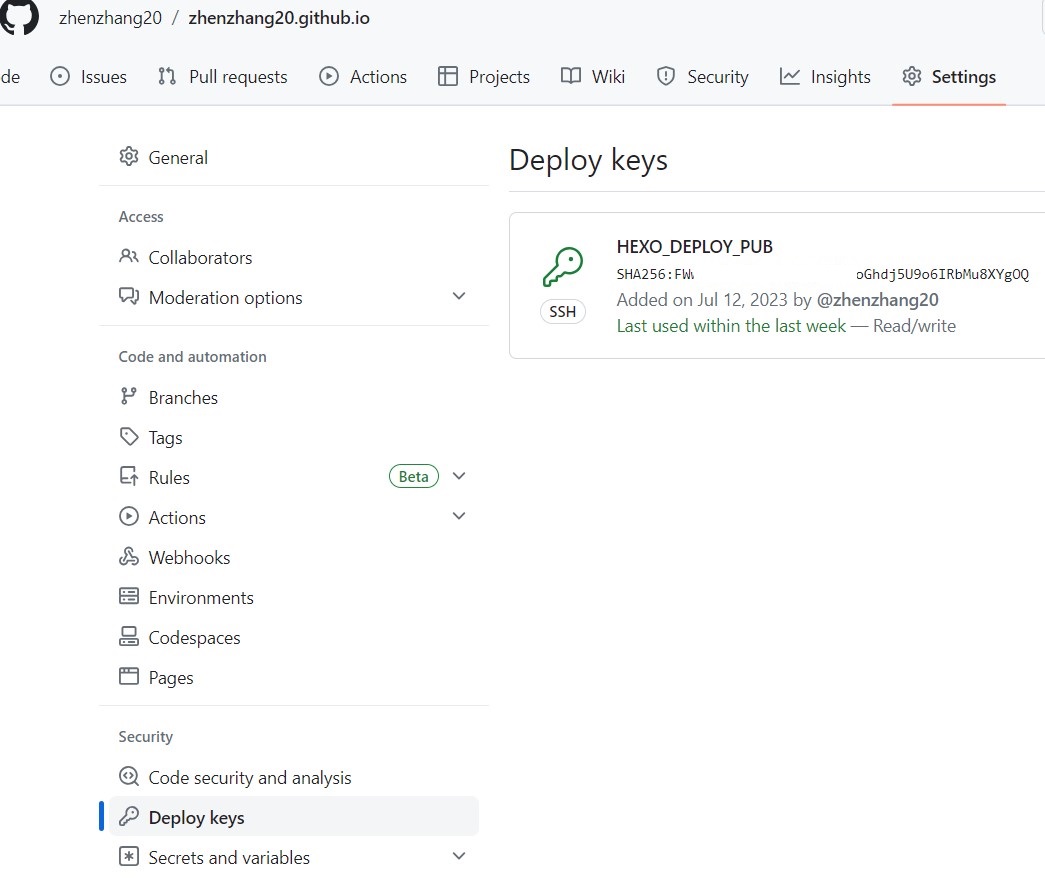 zhenzhang20 / zhenzhang20.github.io
de Issues Pull requests Actions Projects Wiki Security Insights Settings
General
Access
Collaborators
Moderation options
Code and automation
Branches
Tags
Rules Beta
Actions
Webhooks
Environments
Codespaces
Pages
Security
Code security and analysis
Deploy keys
Secrets and variables
Deploy keys
HEXO_DEPLOY_PUB
SHA256:FW oGhdj5U9o6IRbMu8XYgOQ
SSH
Added on Jul 12, 2023 by @zhenzhang20
Last used within the last week — Read/write